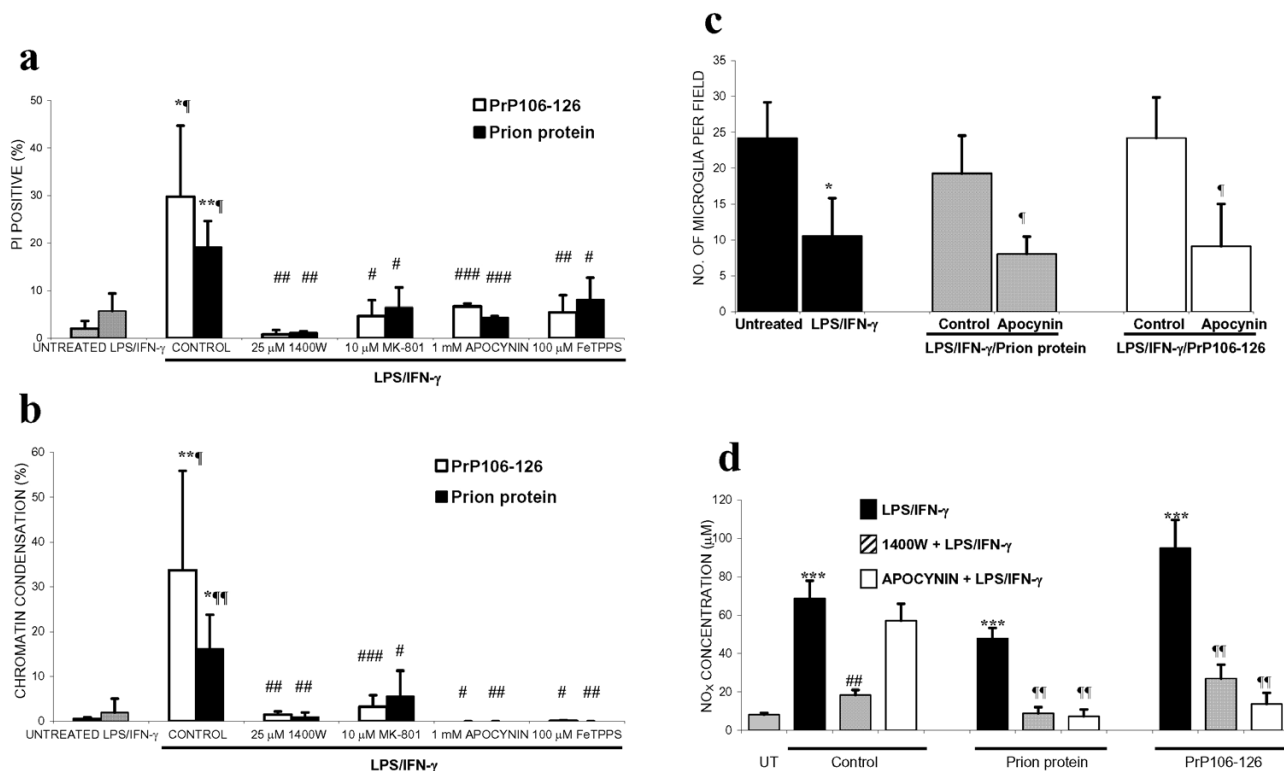 a
50
40
30
20
10
0
PI POSITIVE (%)
PrP106-126
Prion protein
*¶
**¶
## ##
# #
### ###
## #
UNTREATED LPS/IFN-γ CONTROL 25 μM 1400W 10 μM MK-801 1 mM APOCYNIN 100 μM FeTPPS
LPS/IFN-γ
b
60
50
40
30
20
10
0
CHROMATIN CONDENSATION (%)
PrP106-126
Prion protein
**¶
*¶¶
## ##
### #
# ##
# ##
UNTREATED LPS/IFN-γ CONTROL 25 μM 1400W 10 μM MK-801 1 mM APOCYNIN 100 μM FeTPPS
LPS/IFN-γ
c
35
30
25
20
15
10
5
0
NO. OF MICROGLIA PER FIELD
*
¶
¶
Untreated LPS/IFN-γ Control Apocynin Control Apocynin
LPS/IFN-γ/Prion protein LPS/IFN-γ/PrP106-126
d
120
100
80
60
40
20
0
NOX CONCENTRATION (μM)
LPS/IFN-γ
1400W + LPS/IFN-γ
APOCYNIN + LPS/IFN-γ
***
##
***
¶¶ ¶¶
***
¶¶
¶¶
UT Control Prion protein PrP106-126